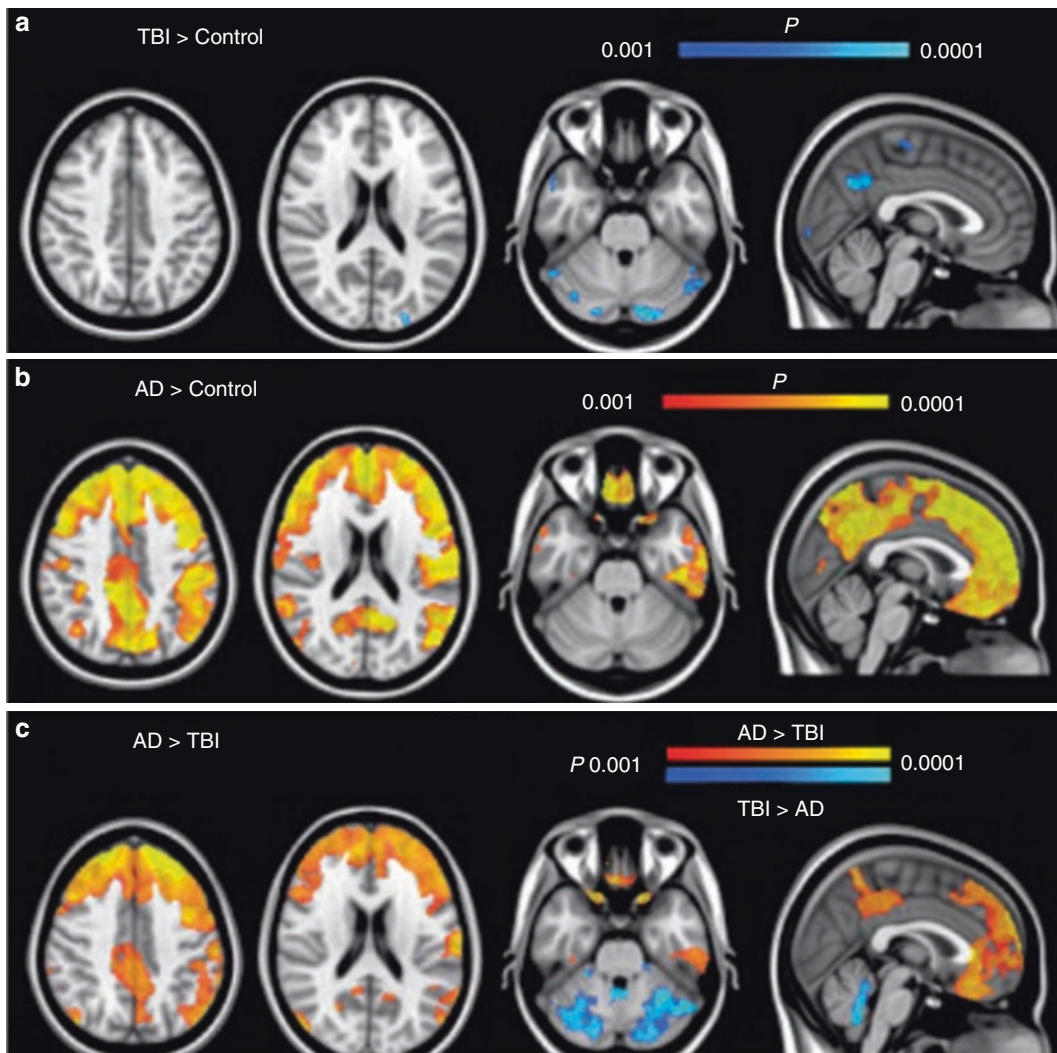 a
TBI > Control
P
0.001
0.0001
b
AD > Control
P
0.001
0.0001
c
AD > TBI
AD > TBI
P 0.001
0.0001
TBI > AD